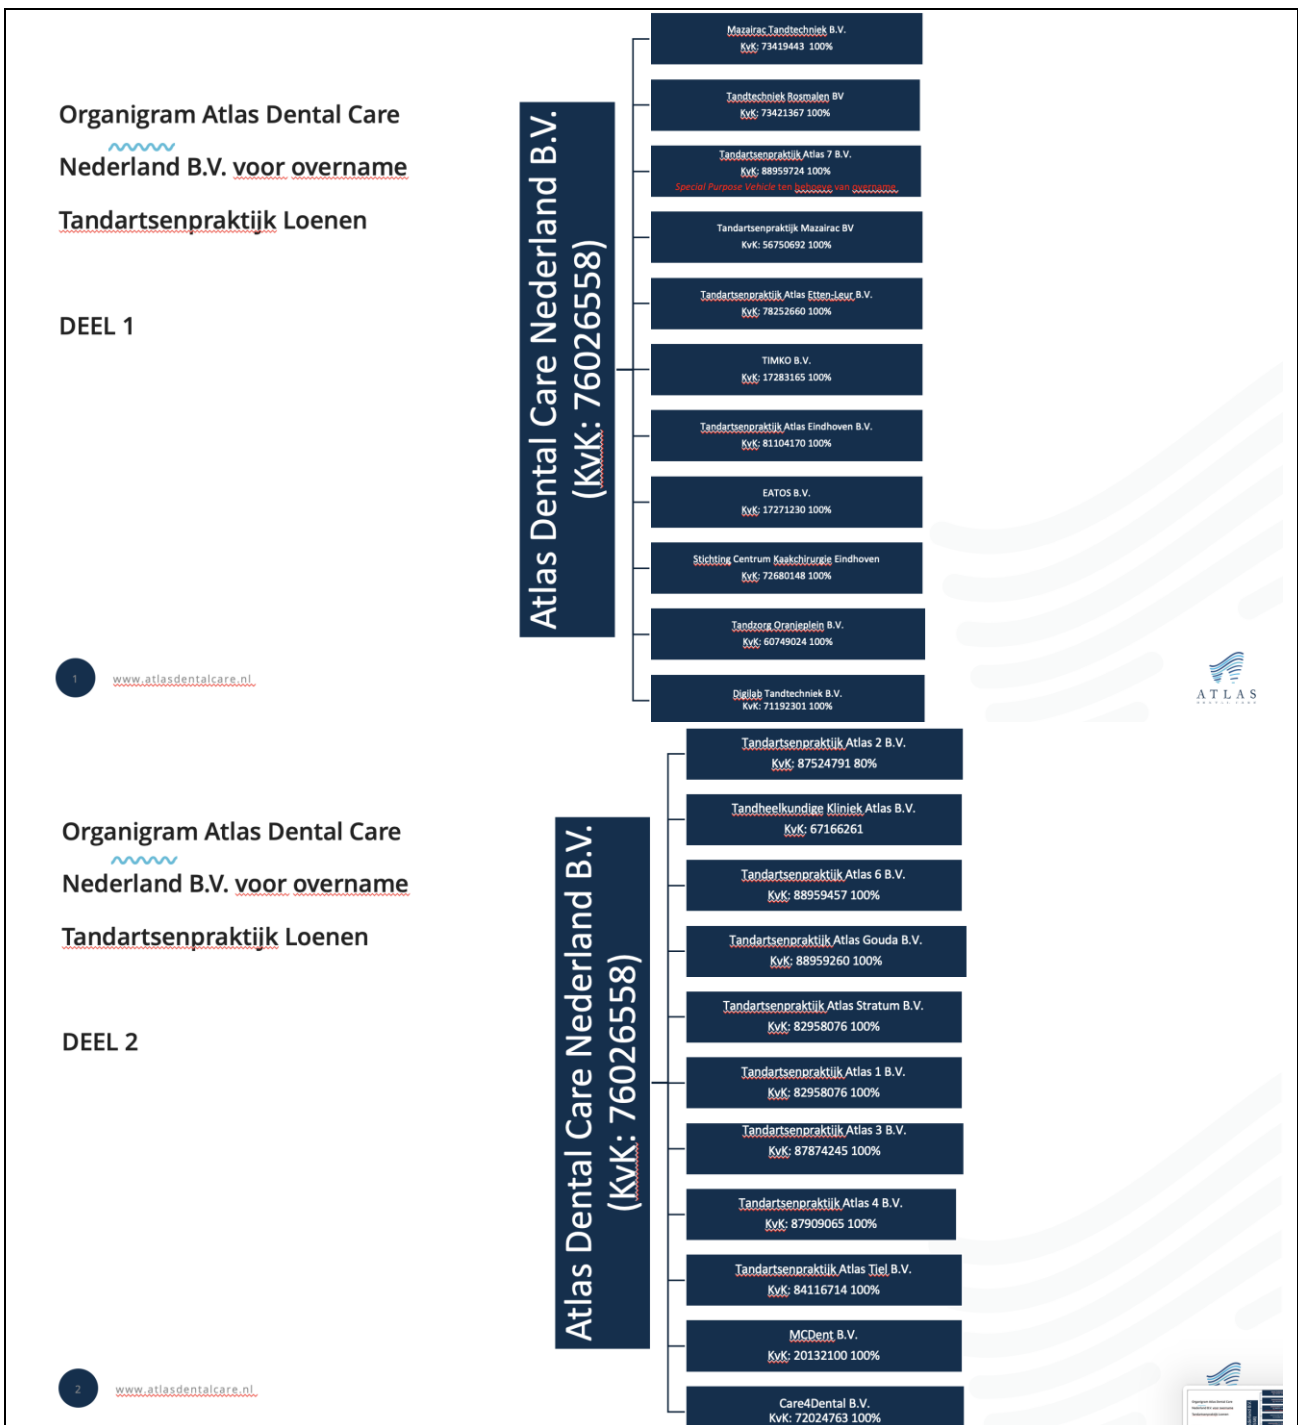 Organigram Atlas Dental Care
Nederland B.V. voor overname
Tandartsenpraktijk Loenen
DEEL 1
Atlas Dental Care Nederland B.V.
(KvK: 76026558)
Mazairac Tandtechniek B.V.
KvK: 73419443 100%
Tandtechniek Rosmalen BV
KvK: 73421367 100%
Tandartsenpraktijk Atlas 7 B.V.
KvK: 88959724 100%
Special Purpose Vehicle ten behoeve van overname
Tandartsenpraktijk Mazairac BV
KvK: 56750692 100%
Tandartsenpraktijk Atlas Etten-Leur B.V.
KvK: 78252660 100%
TIMKO B.V.
KvK: 17283165 100%
Tandartsenpraktijk Atlas Eindhoven B.V.
KvK: 81104170 100%
EATOS B.V.
KvK: 17271230 100%
Stichting Centrum Kaakchirurgie Eindhoven
KvK: 72680148 100%
Tandzorg Oranjeplein B.V.
KvK: 60749024 100%
Digilab Tandtechniek B.V.
KvK: 71192301 100%
1
www.atlasdentalcare.nl
ATLAS
DENTAL CARE
Organigram Atlas Dental Care
Nederland B.V. voor overname
Tandartsenpraktijk Loenen
DEEL 2
Atlas Dental Care Nederland B.V.
(KvK: 76026558)
Tandartsenpraktijk Atlas 2 B.V.
KvK: 87524791 80%
Tandheelkundige Kliniek Atlas B.V.
KvK: 67166261
Tandartsenpraktijk Atlas 6 B.V.
KvK: 88959457 100%
Tandartsenpraktijk Atlas Gouda B.V.
KvK: 88959260 100%
Tandartsenpraktijk Atlas Stratum B.V.
KvK: 82958076 100%
Tandartsenpraktijk Atlas 1 B.V.
KvK: 82958076 100%
Tandartsenpraktijk Atlas 3 B.V.
KvK: 87874245 100%
Tandartsenpraktijk Atlas 4 B.V.
KvK: 87909065 100%
Tandartsenpraktijk Atlas Tiel B.V.
KvK: 84116714 100%
MCDent B.V.
KvK: 20132100 100%
Care4Dental B.V.
KvK: 72024763 100%
2
www.atlasdentalcare.nl